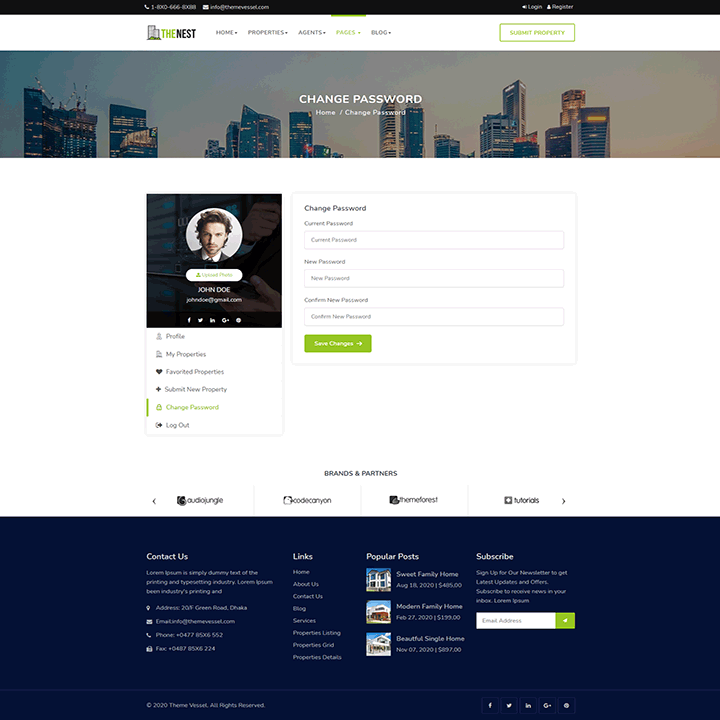 1-8X0-666-8X88 info@themevessel.com Login Register
THENEST HOME PROPERTIES AGENTS PAGES BLOG SUBMIT PROPERTY
CHANGE PASSWORD
Home / Change Password
Upload Photo
JOHN DOE
johndoe@gmail.com
Profile
My Properties
Favorited Properties
Submit New Property
Change Password
Log Out
Change Password
Current Password
Current Password
New Password
New Password
Confirm New Password
Confirm New Password
Save Changes
BRANDS & PARTNERS
audiojungle codecanyon themeforest tutorials
Contact Us
Lorem Ipsum is simply dummy text of the
printing and typesetting industry. Lorem Ipsum
been industry's printing and
Address: 20/F Green Road, Dhaka
Email:info@themevessel.com
Phone: +0477 85X6 552
Fax: +0487 85X6 224
Links
Home
About Us
Contact Us
Blog
Services
Properties Listing
Properties Grid
Properties Details
Popular Posts
Sweet Family Home
Aug 18, 2020 | $485,00
Modern Family Home
Feb 27, 2020 | $199,00
Beautful Single Home
Nov 07, 2020 | $897,00
Subscribe
Sign Up for Our Newsletter to get
Latest Updates and Offers.
Subscribe to receive news in your
inbox. Lorem Ipsum
Email Address
© 2020 Theme Vessel. All Rights Reserved.